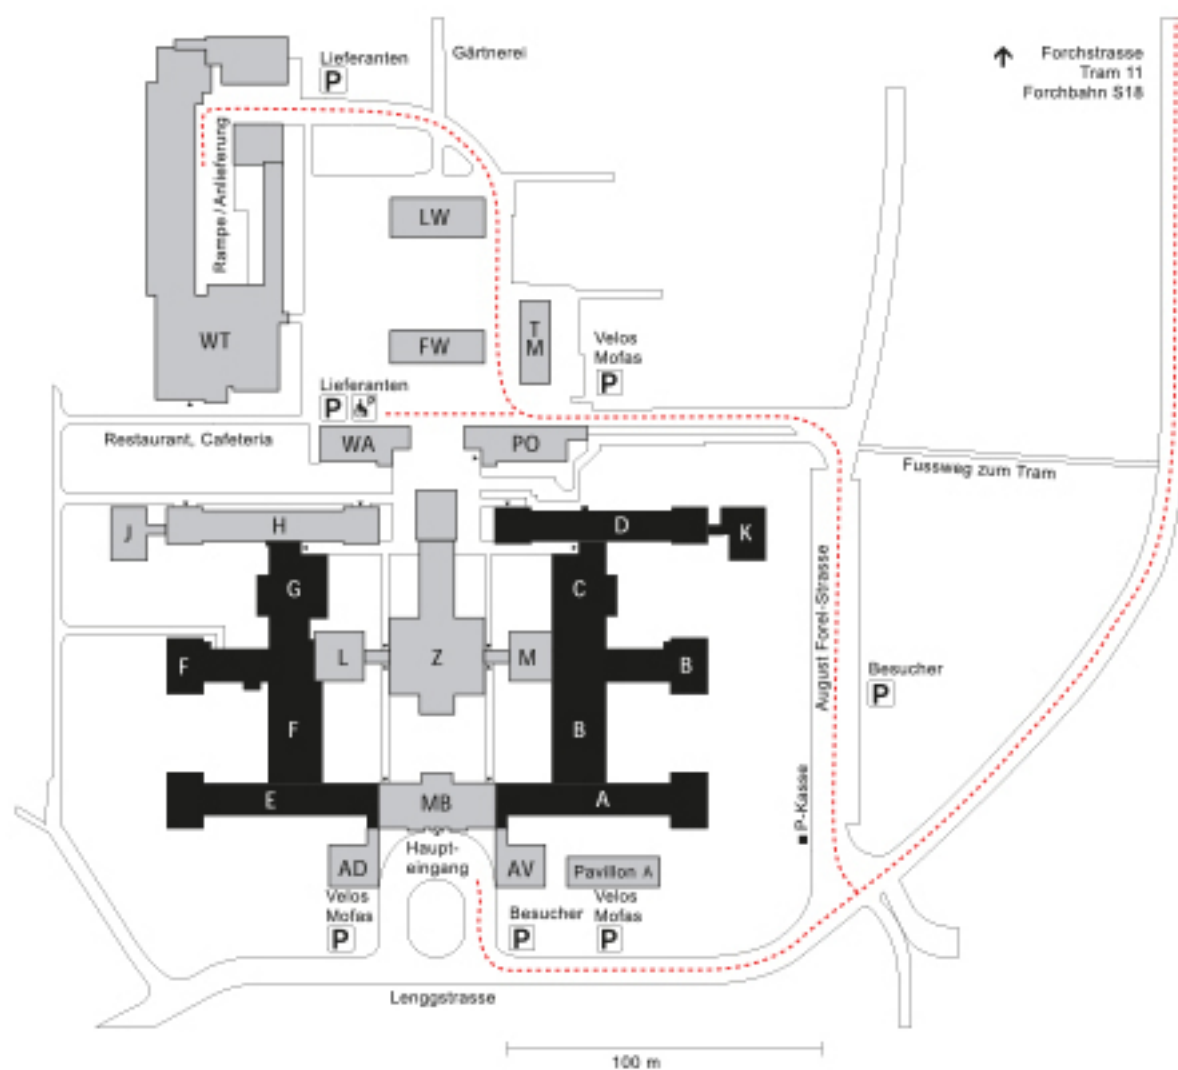 Lieferanten
P
Gärtnerei
Forchstrasse
Tram 11
Forchbahn S18
Rampe / Anlieferung
LW
WT
FW
T
M
Velos
Mofas
P
Lieferanten
P
P
Restaurant, Cafeteria
WA
PO
Fussweg zum Tram
J
H
D
K
G
C
August Forel-Strasse
F
L
Z
M
B
Besucher
P
F
B
P-Kasse
E
MB
A
Haupt-
eingang
AD
AV
Pavillon A
Velos
Mofas
P
Besucher
P
Velos
Mofas
P
Lenggstrasse
100 m